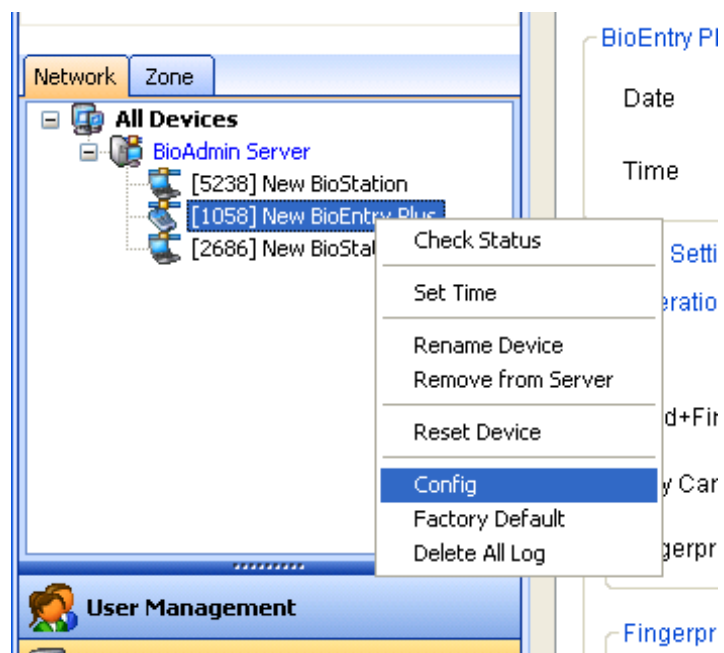 Network Zone
All Devices
BioAdmin Server
[5238] New BioStation
[1058] New BioEntry Plus
[2686] New BioStat
Check Status
Set Time
Rename Device
Remove from Server
Reset Device
Config
Factory Default
Delete All Log
User Management
BioEntry Pl
Date
Time
Setti
eratio
d+Fin
y Car
gerpr
Fingerpr